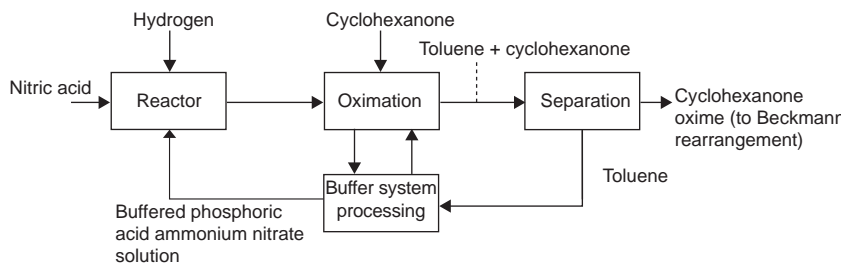 Hydrogen
Cyclohexanone
Toluene + cyclohexanone
Nitric acid
Reactor
Oximation
Separation
Cyclohexanone
oxime (to Beckmann
rearrangement)
Toluene
Buffer system
processing
Buffered phosphoric
acid ammonium nitrate
solution